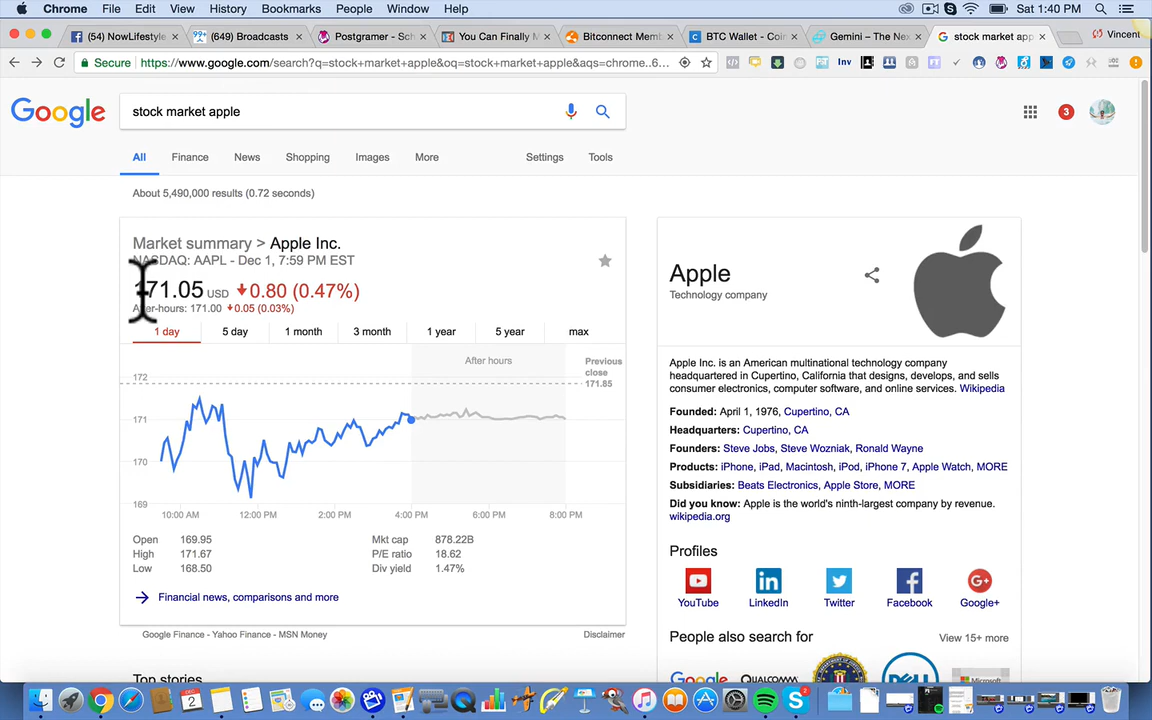 Chrome File Edit View History Bookmarks People Window Help Sat 1:40 PM
(54) NowLifestyle (649) Broadcasts Postgramer - Sch You Can Finally M Bitconnect Memb BTC Wallet - Coin Gemini – The Nex stock market app Vincent
Secure https://www.google.com/search?q=stock+market+apple&oq=stock+market+apple&aqs=chrome..6... Inv
Google stock market apple 3
All Finance News Shopping Images More Settings Tools
About 5,490,000 results (0.72 seconds)
Market summary > Apple Inc.
NASDAQ: AAPL - Dec 1, 7:59 PM EST
171.05 USD 0.80 (0.47%)
After-hours: 171.00 0.05 (0.03%)
1 day 5 day 1 month 3 month 1 year 5 year max
After hours
Previous
close
171.85
172
171
170
169
10:00 AM 12:00 PM 2:00 PM 4:00 PM 6:00 PM 8:00 PM
Open 169.95 Mkt cap 878.22B
High 171.67 P/E ratio 18.62
Low 168.50 Div yield 1.47%
Financial news, comparisons and more
Google Finance - Yahoo Finance - MSN Money Disclaimer
Top stories
Apple
Technology company
Apple Inc. is an American multinational technology company
headquartered in Cupertino, California that designs, develops, and sells
consumer electronics, computer software, and online services. Wikipedia
Founded: April 1, 1976, Cupertino, CA
Headquarters: Cupertino, CA
Founders: Steve Jobs, Steve Wozniak, Ronald Wayne
Products: iPhone, iPad, Macintosh, iPod, iPhone 7, Apple Watch, MORE
Subsidiaries: Beats Electronics, Apple Store, MORE
Did you know: Apple is the world's ninth-largest company by revenue.
wikipedia.org
Profiles
YouTube LinkedIn Twitter Facebook Google+
People also search for View 15+ more
Google QUALCOMM DELL Microsoft